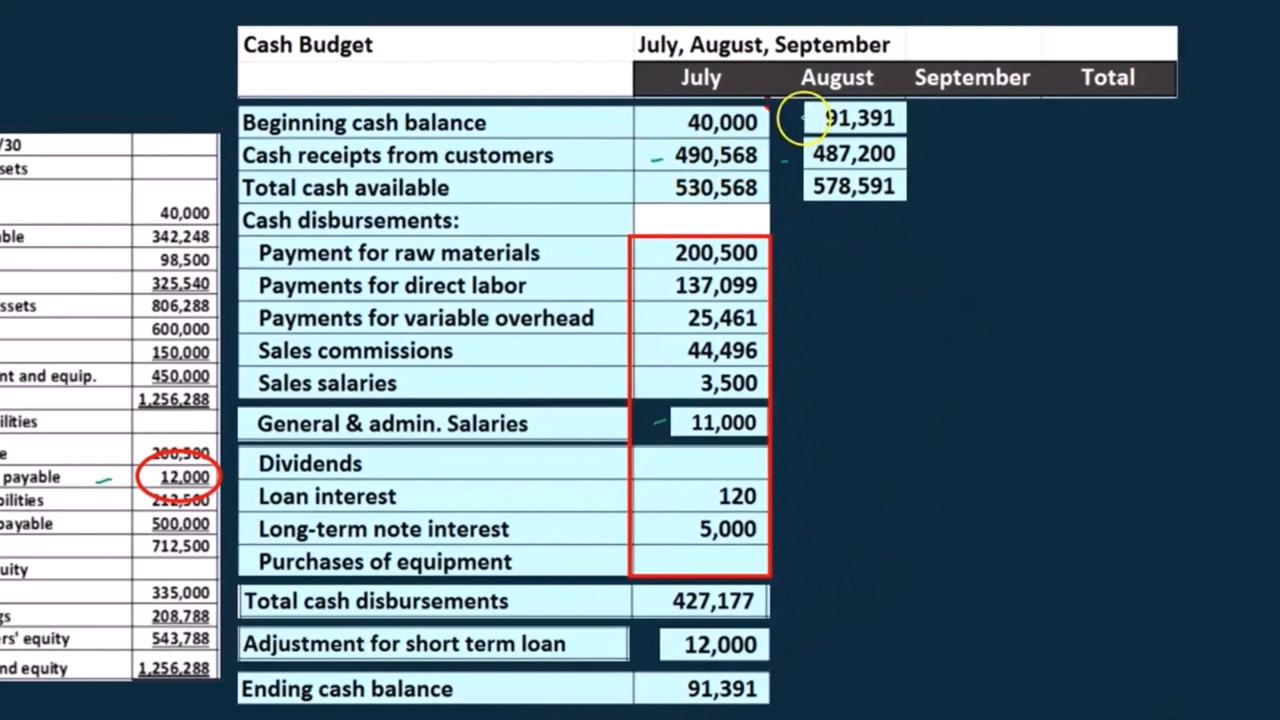 Cash Budget July, August, September
July August September Total
Beginning cash balance 40,000 91,391
Cash receipts from customers 490,568 487,200
Total cash available 530,568 578,591
Cash disbursements:
Payment for raw materials 200,500
Payments for direct labor 137,099
Payments for variable overhead 25,461
Sales commissions 44,496
Sales salaries 3,500
General & admin. Salaries 11,000
Dividends
Loan interest 120
Long-term note interest 5,000
Purchases of equipment
Total cash disbursements 427,177
Adjustment for short term loan 12,000
Ending cash balance 91,391
/30
sets
40,000
ble 342,248
98,500
325,540
ssets 806,288
600,000
150,000
nt and equip. 450,000
1,256,288
ilities
e 200,500
payable 12,000
bilities 212,500
payable 500,000
712,500
uity
335,000
gs 208,788
ers' equity 543,788
nd equity 1,256,288